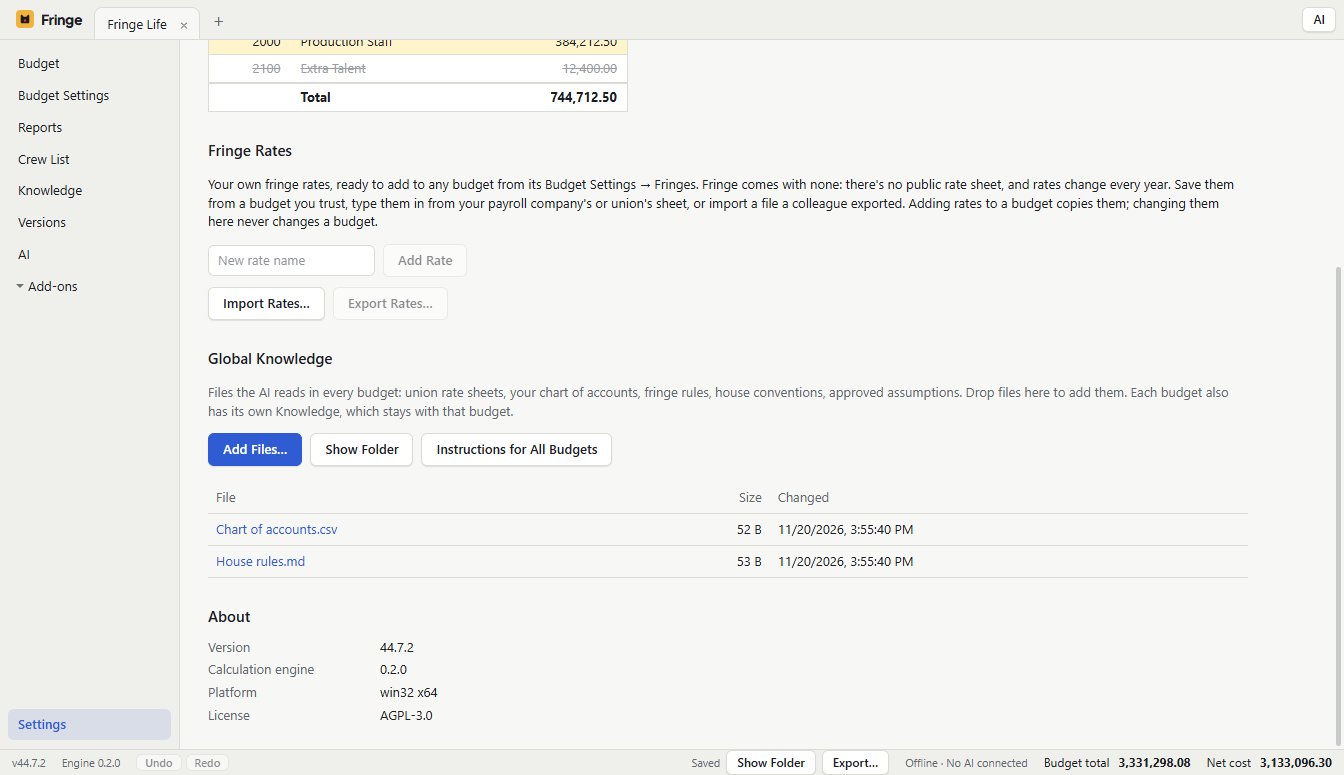 Fringe
Fringe Life × +
AI
Budget
Budget Settings
Reports
Crew List
Knowledge
Versions
AI
Add-ons
Settings
2000 Production Staff 384,212.50
2100 Extra Talent 12,400.00
Total 744,712.50
Fringe Rates
Your own fringe rates, ready to add to any budget from its Budget Settings → Fringes. Fringe comes with none: there's no public rate sheet, and rates change every year. Save them
from a budget you trust, type them in from your payroll company's or union's sheet, or import a file a colleague exported. Adding rates to a budget copies them; changing them
here never changes a budget.
New rate name Add Rate
Import Rates... Export Rates...
Global Knowledge
Files the AI reads in every budget: union rate sheets, your chart of accounts, fringe rules, house conventions, approved assumptions. Drop files here to add them. Each budget also
has its own Knowledge, which stays with that budget.
Add Files... Show Folder Instructions for All Budgets
File Size Changed
Chart of accounts.csv 52 B 11/20/2026, 3:55:40 PM
House rules.md 53 B 11/20/2026, 3:55:40 PM
About
Version 44.7.2
Calculation engine 0.2.0
Platform win32 x64
License AGPL-3.0
v44.7.2 Engine 0.2.0 Undo Redo Saved Show Folder Export... Offline · No AI connected Budget total 3,331,298.08 Net cost 3,133,096.30